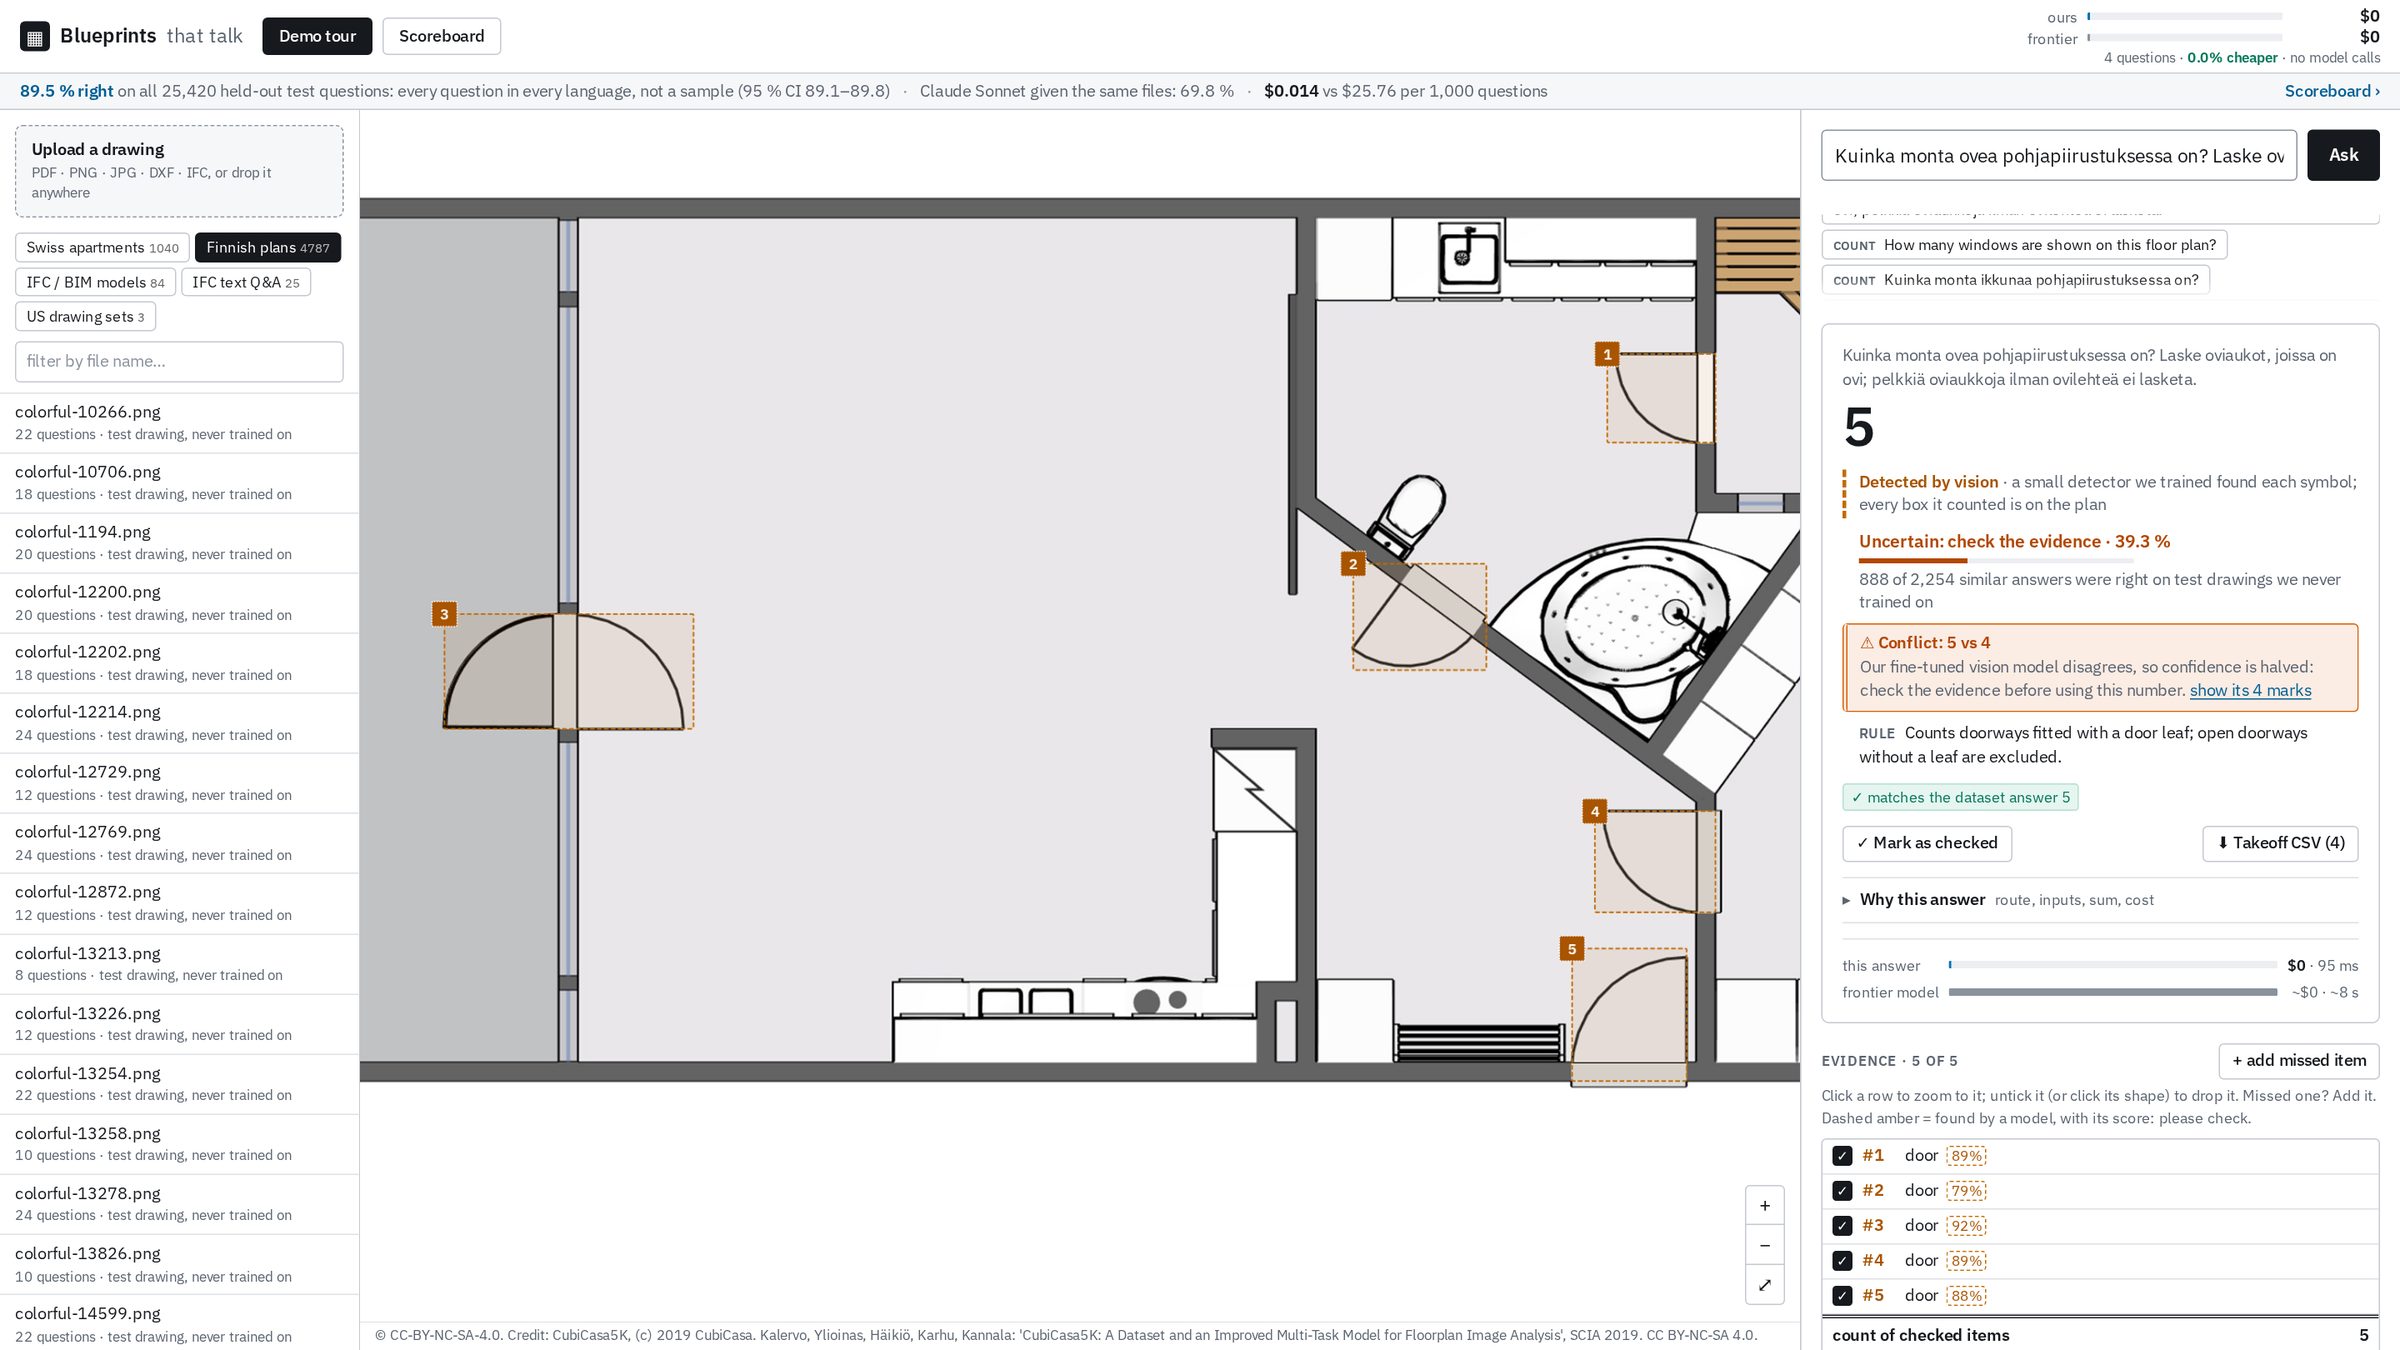 Blueprints that talk
Demo tour
Scoreboard
ours $0
frontier $0
4 questions · 0.0% cheaper · no model calls
89.5 % right on all 25,420 held-out test questions: every question in every language, not a sample (95 % CI 89.1–89.8) · Claude Sonnet given the same files: 69.8 % · $0.014 vs $25.76 per 1,000 questions
Scoreboard ›
Upload a drawing
PDF · PNG · JPG · DXF · IFC, or drop it
anywhere
Swiss apartments 1040
Finnish plans 4787
IFC / BIM models 84
IFC text Q&A 25
US drawing sets 3
filter by file name...
colorful-10266.png
22 questions · test drawing, never trained on
colorful-10706.png
18 questions · test drawing, never trained on
colorful-1194.png
20 questions · test drawing, never trained on
colorful-12200.png
20 questions · test drawing, never trained on
colorful-12202.png
18 questions · test drawing, never trained on
colorful-12214.png
24 questions · test drawing, never trained on
colorful-12729.png
12 questions · test drawing, never trained on
colorful-12769.png
24 questions · test drawing, never trained on
colorful-12872.png
12 questions · test drawing, never trained on
colorful-13213.png
8 questions · test drawing, never trained on
colorful-13226.png
12 questions · test drawing, never trained on
colorful-13254.png
22 questions · test drawing, never trained on
colorful-13258.png
10 questions · test drawing, never trained on
colorful-13278.png
24 questions · test drawing, never trained on
colorful-13826.png
10 questions · test drawing, never trained on
colorful-14599.png
22 questions · test drawing, never trained on
1
2
3
4
5
+
−
© CC-BY-NC-SA-4.0. Credit: CubiCasa5K, (c) 2019 CubiCasa. Kalervo, Ylioinas, Häikiö, Karhu, Kannala: 'CubiCasa5K: A Dataset and an Improved Multi-Task Model for Floorplan Image Analysis', SCIA 2019. CC BY-NC-SA 4.0.
Kuinka monta ovea pohjapiirustuksessa on? Laske ov
Ask
COUNT How many windows are shown on this floor plan?
COUNT Kuinka monta ikkunaa pohjapiirustuksessa on?
Kuinka monta ovea pohjapiirustuksessa on? Laske oviaukot, joissa on
ovi; pelkkiä oviaukkoja ilman ovilehteä ei lasketa.
5
Detected by vision · a small detector we trained found each symbol;
every box it counted is on the plan
Uncertain: check the evidence · 39.3 %
888 of 2,254 similar answers were right on test drawings we never
trained on
⚠ Conflict: 5 vs 4
Our fine-tuned vision model disagrees, so confidence is halved:
check the evidence before using this number. show its 4 marks
RULE Counts doorways fitted with a door leaf; open doorways
without a leaf are excluded.
✓ matches the dataset answer 5
✓ Mark as checked
⬇ Takeoff CSV (4)
▸ Why this answer route, inputs, sum, cost
this answer $0 · 95 ms
frontier model ~$0 · ~8 s
EVIDENCE · 5 OF 5
+ add missed item
Click a row to zoom to it; untick it (or click its shape) to drop it. Missed one? Add it.
Dashed amber = found by a model, with its score: please check.
✓ #1 door 89%
✓ #2 door 79%
✓ #3 door 92%
✓ #4 door 89%
✓ #5 door 88%
count of checked items 5